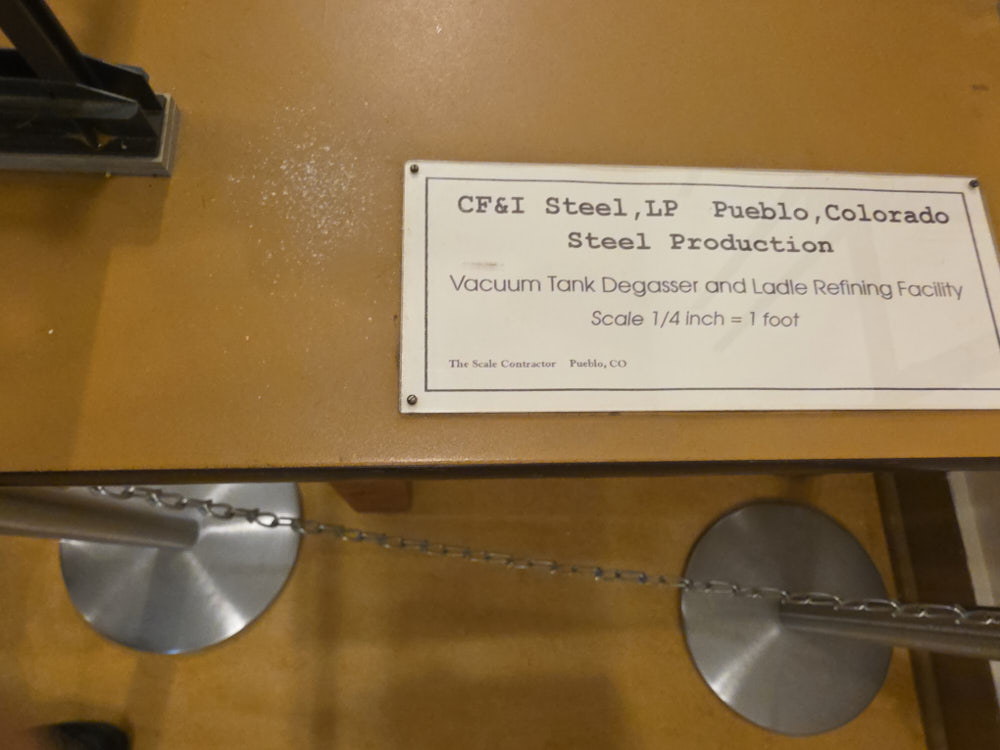 CF&I Steel,LP Pueblo,Colorado
Steel Production
Vacuum Tank Degasser and Ladle Refining Facility
Scale 1/4 inch = 1 foot
The Scale Contractor Pueblo, CO